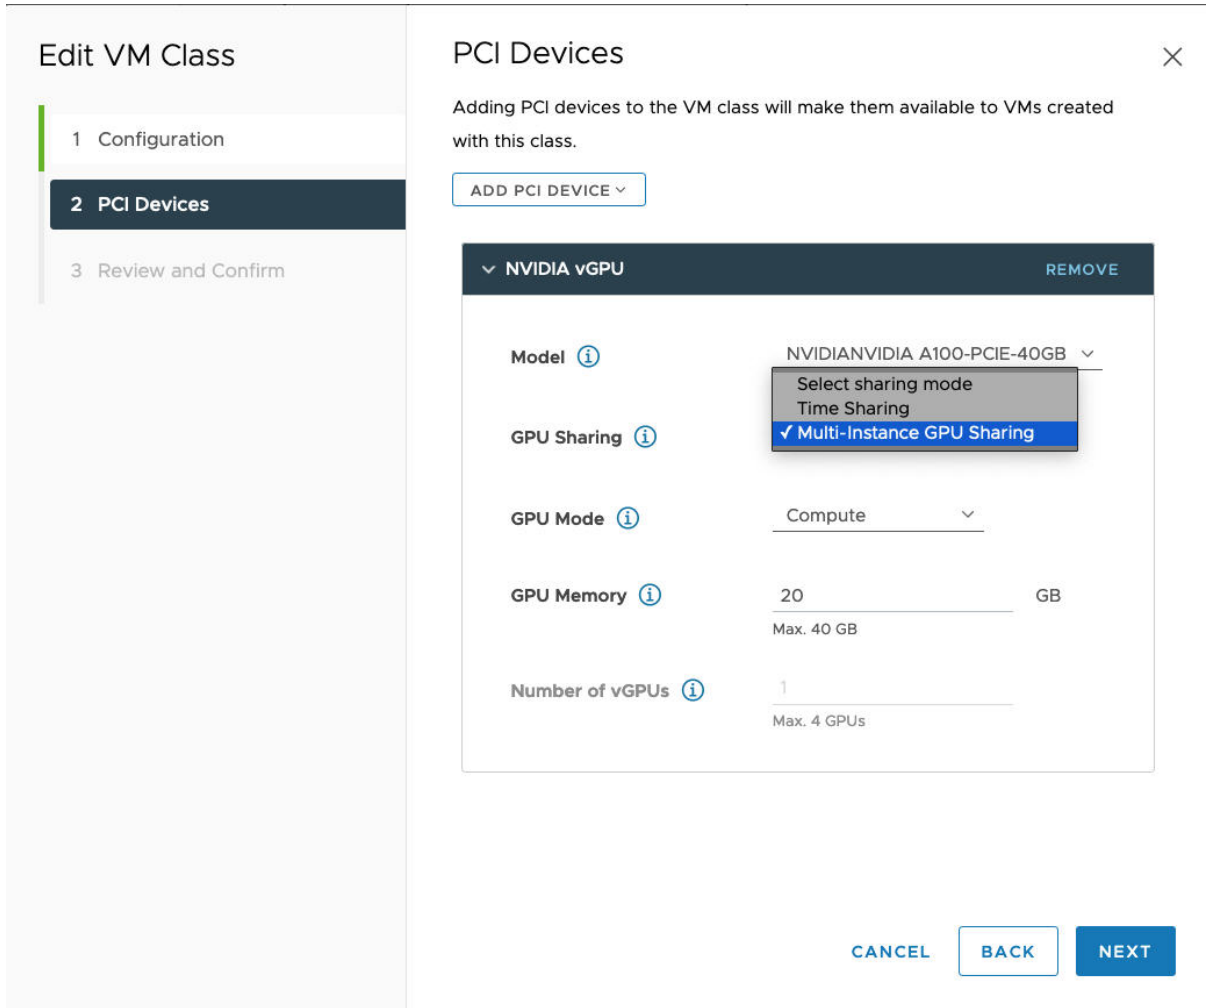 Edit VM Class
1 Configuration
2 PCI Devices
3 Review and Confirm
PCI Devices
Adding PCI devices to the VM class will make them available to VMs created
with this class.
ADD PCI DEVICE
NVIDIA vGPU REMOVE
Model NVIDIANVIDIA A100-PCIE-40GB
GPU Sharing
Select sharing mode
Time Sharing
✓ Multi-Instance GPU Sharing
GPU Mode Compute
GPU Memory 20 GB
Max. 40 GB
Number of vGPUs 1
Max. 4 GPUs
CANCEL BACK NEXT